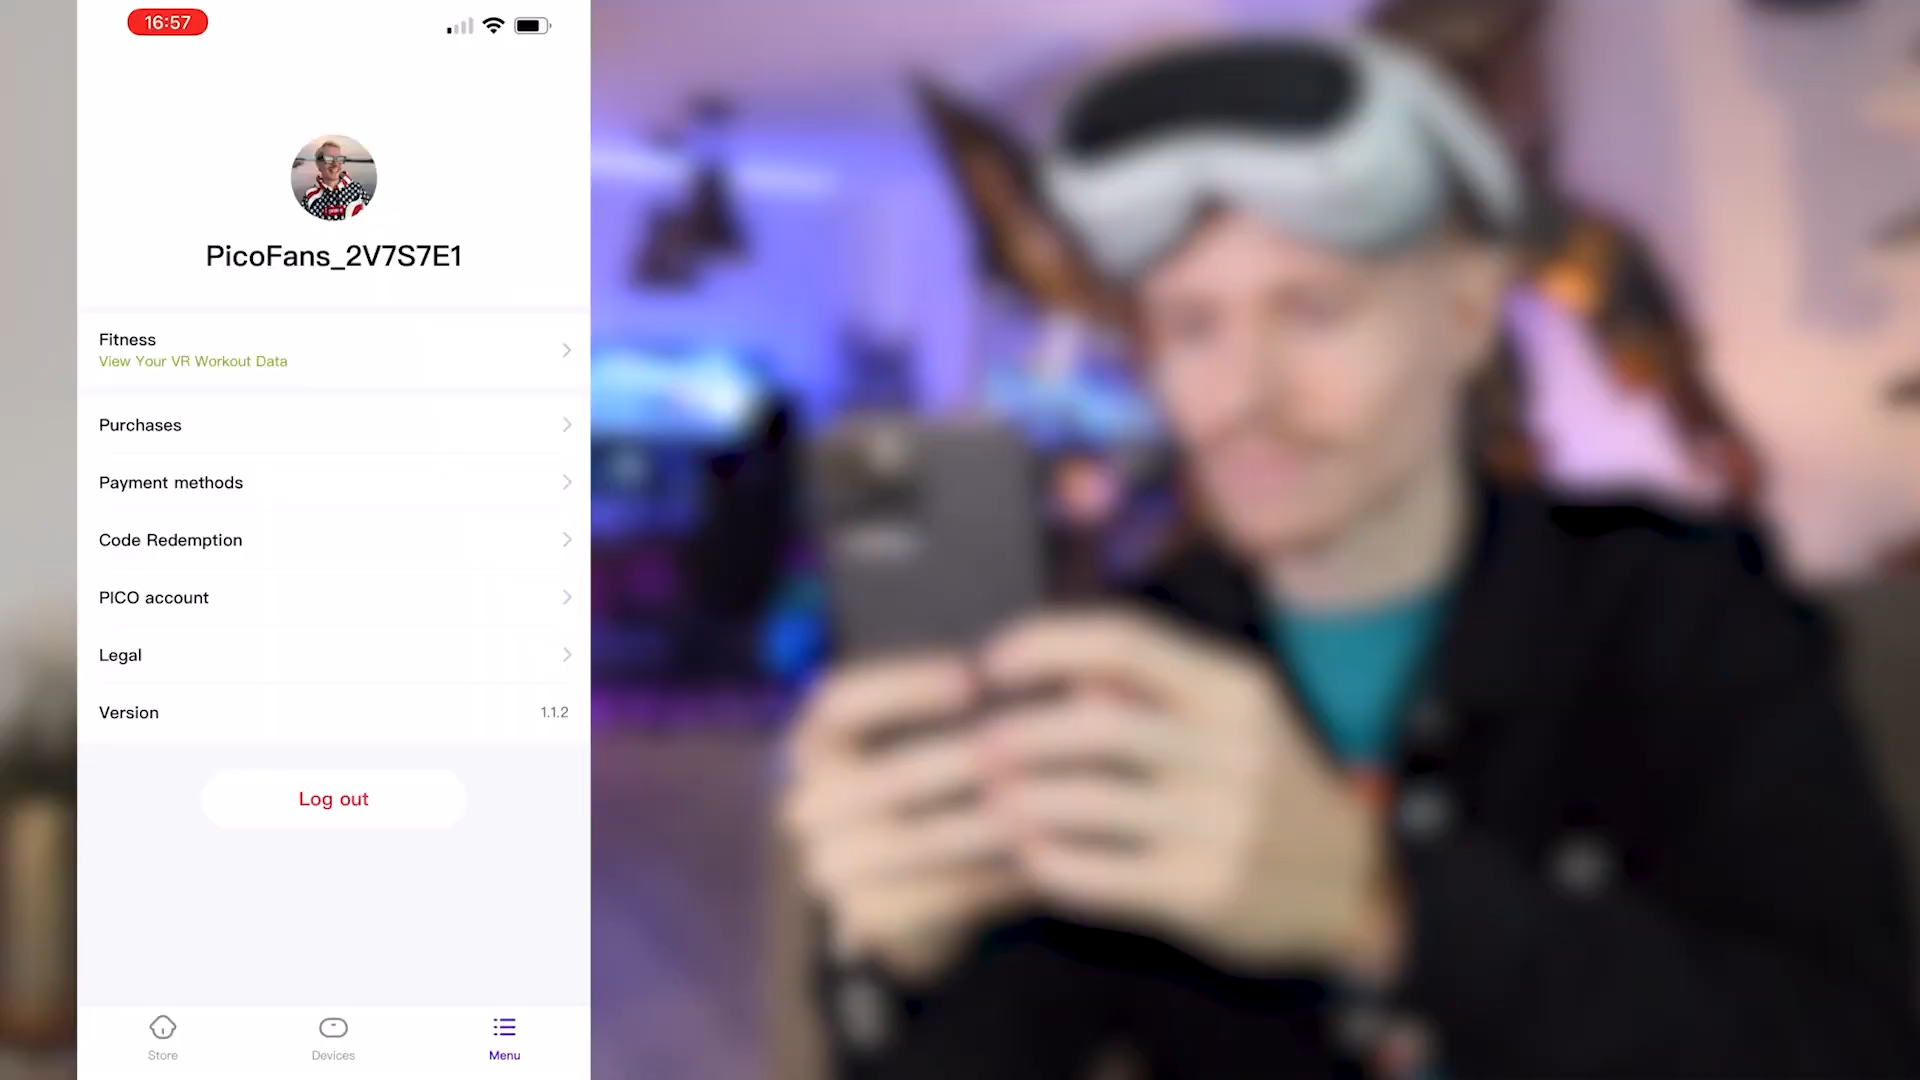 16:57
PicoFans_2V7S7E1
Fitness
View Your VR Workout Data
Purchases
Payment methods
Code Redemption
PICO account
Legal
Version
1.1.2
Log out
Store
Devices
Menu